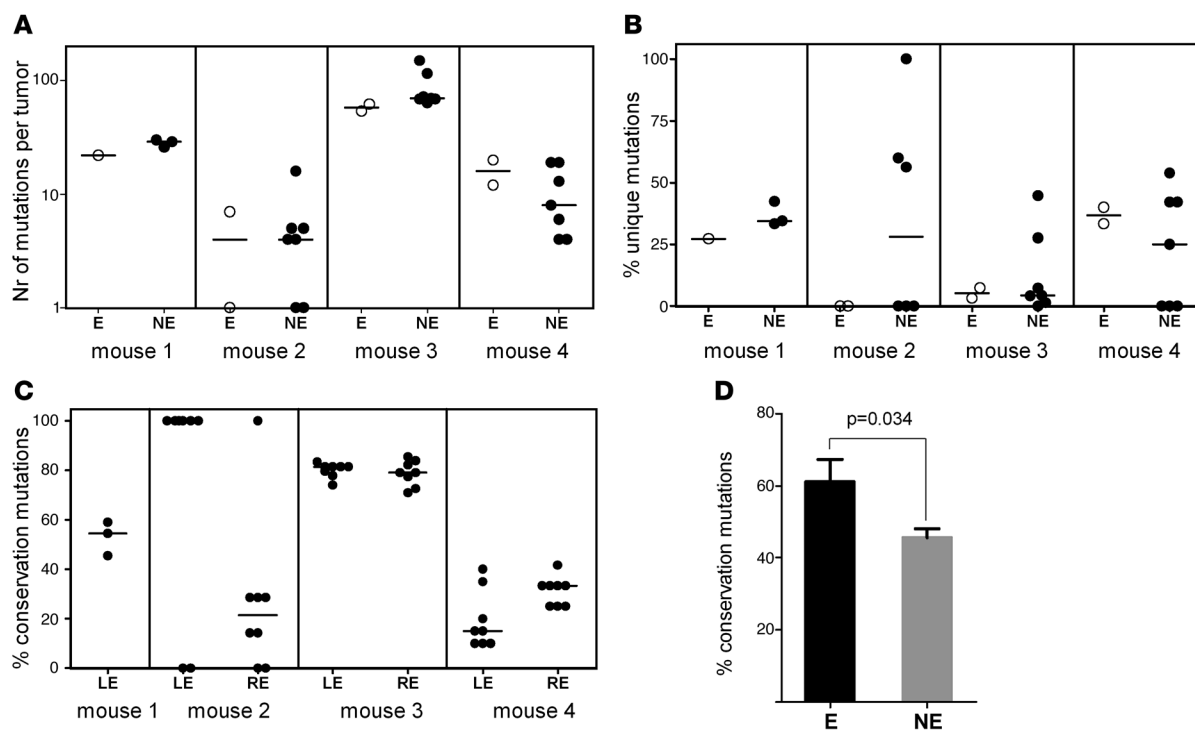 A
Nr of mutations per tumor
100
10
1
E NE E NE E NE E NE
mouse 1 mouse 2 mouse 3 mouse 4
B
% unique mutations
100
75
50
25
0
E NE E NE E NE E NE
mouse 1 mouse 2 mouse 3 mouse 4
C
% conservation mutations
100
80
60
40
20
0
LE LE RE LE RE LE RE
mouse 1 mouse 2 mouse 3 mouse 4
D
% conservation mutations
80
60
40
20
p=0.034
E NE